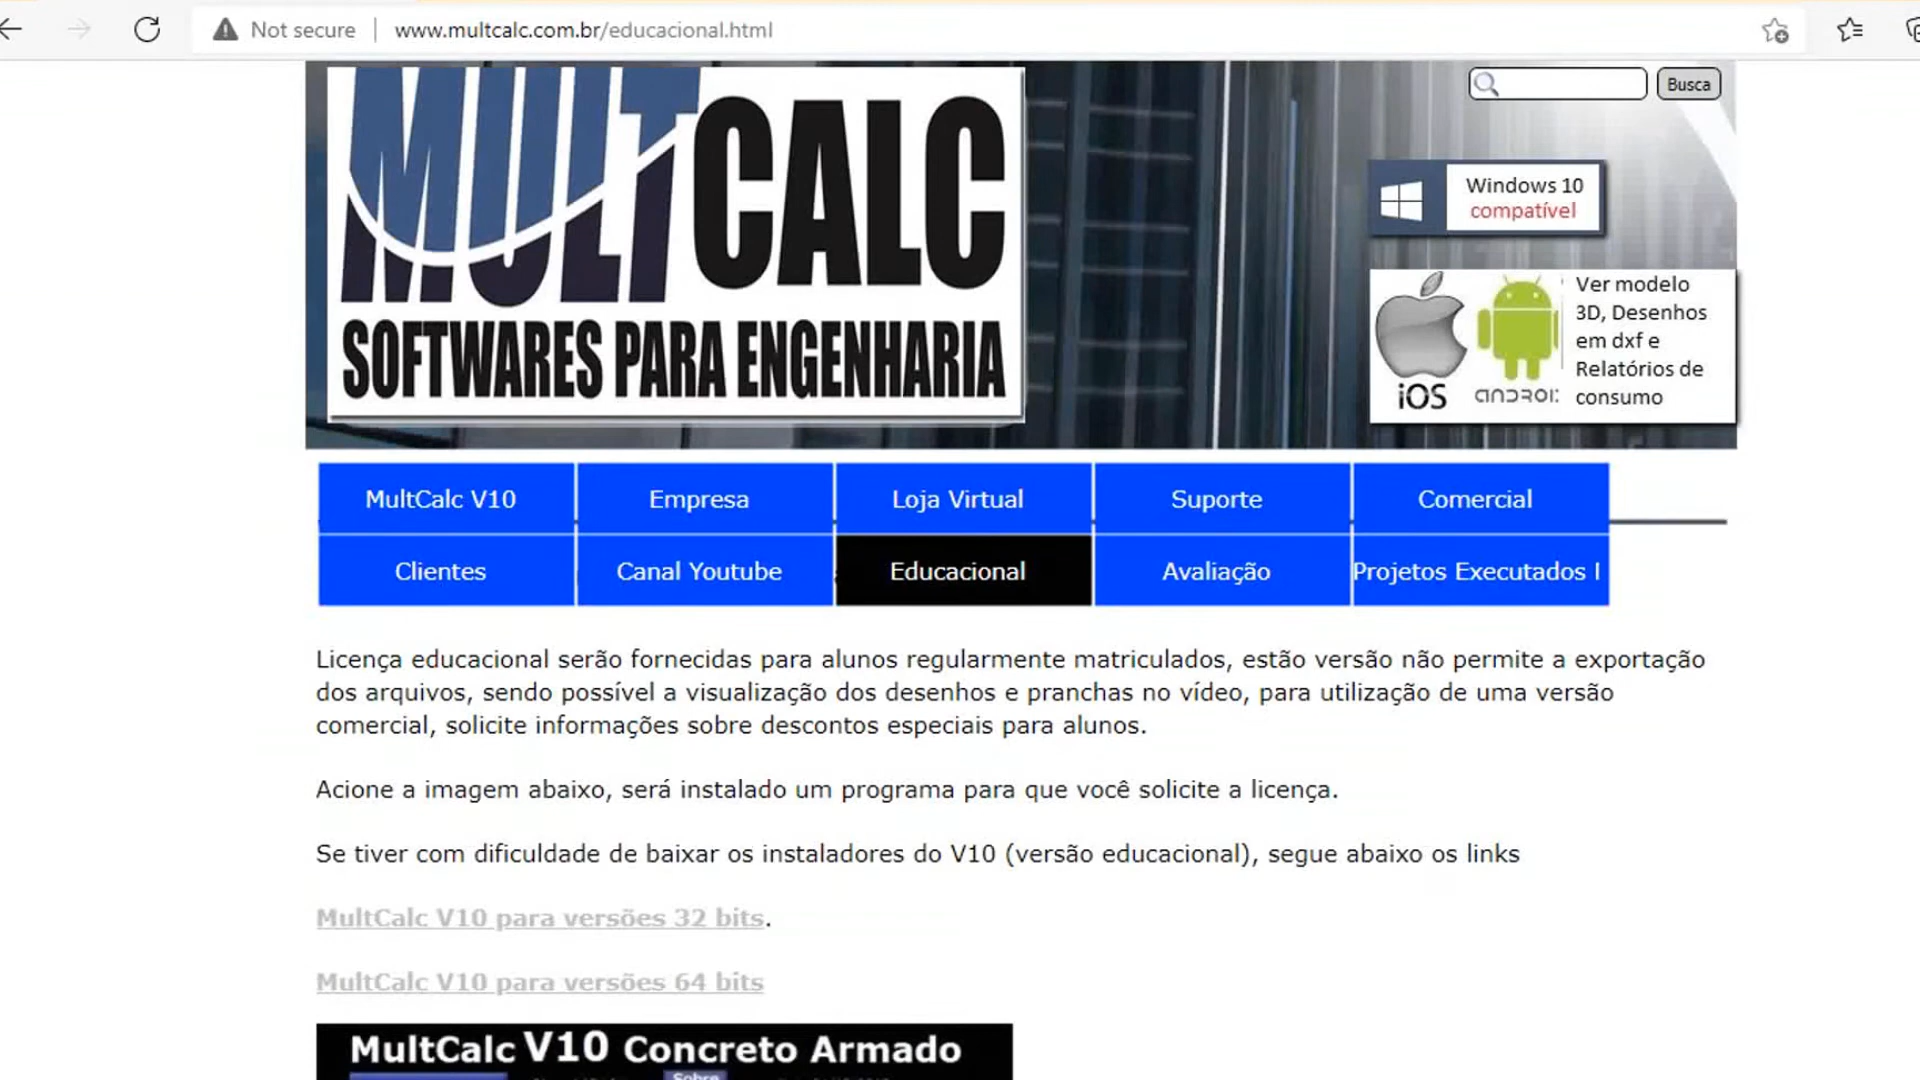 Not secure
www.multcalc.com.br/educacional.html
MULTCALC
SOFTWARES PARA ENGENHARIA
Busca
Windows 10
compatível
iOS
Ver modelo
3D, Desenhos
em dxf e
Relatórios de
consumo
MultCalc V10
Empresa
Loja Virtual
Suporte
Comercial
Clientes
Canal Youtube
Educacional
Avaliação
Projetos Executados I
Licença educacional serão fornecidas para alunos regularmente matriculados, estão versão não permite a exportação
dos arquivos, sendo possível a visualização dos desenhos e pranchas no vídeo, para utilização de uma versão
comercial, solicite informações sobre descontos especiais para alunos.
Acione a imagem abaixo, será instalado um programa para que você solicite a licença.
Se tiver com dificuldade de baixar os instaladores do V10 (versão educacional), segue abaixo os links
MultCalc V10 para versões 32 bits.
MultCalc V10 para versões 64 bits
MultCalc V10 Concreto Armado
Sobre